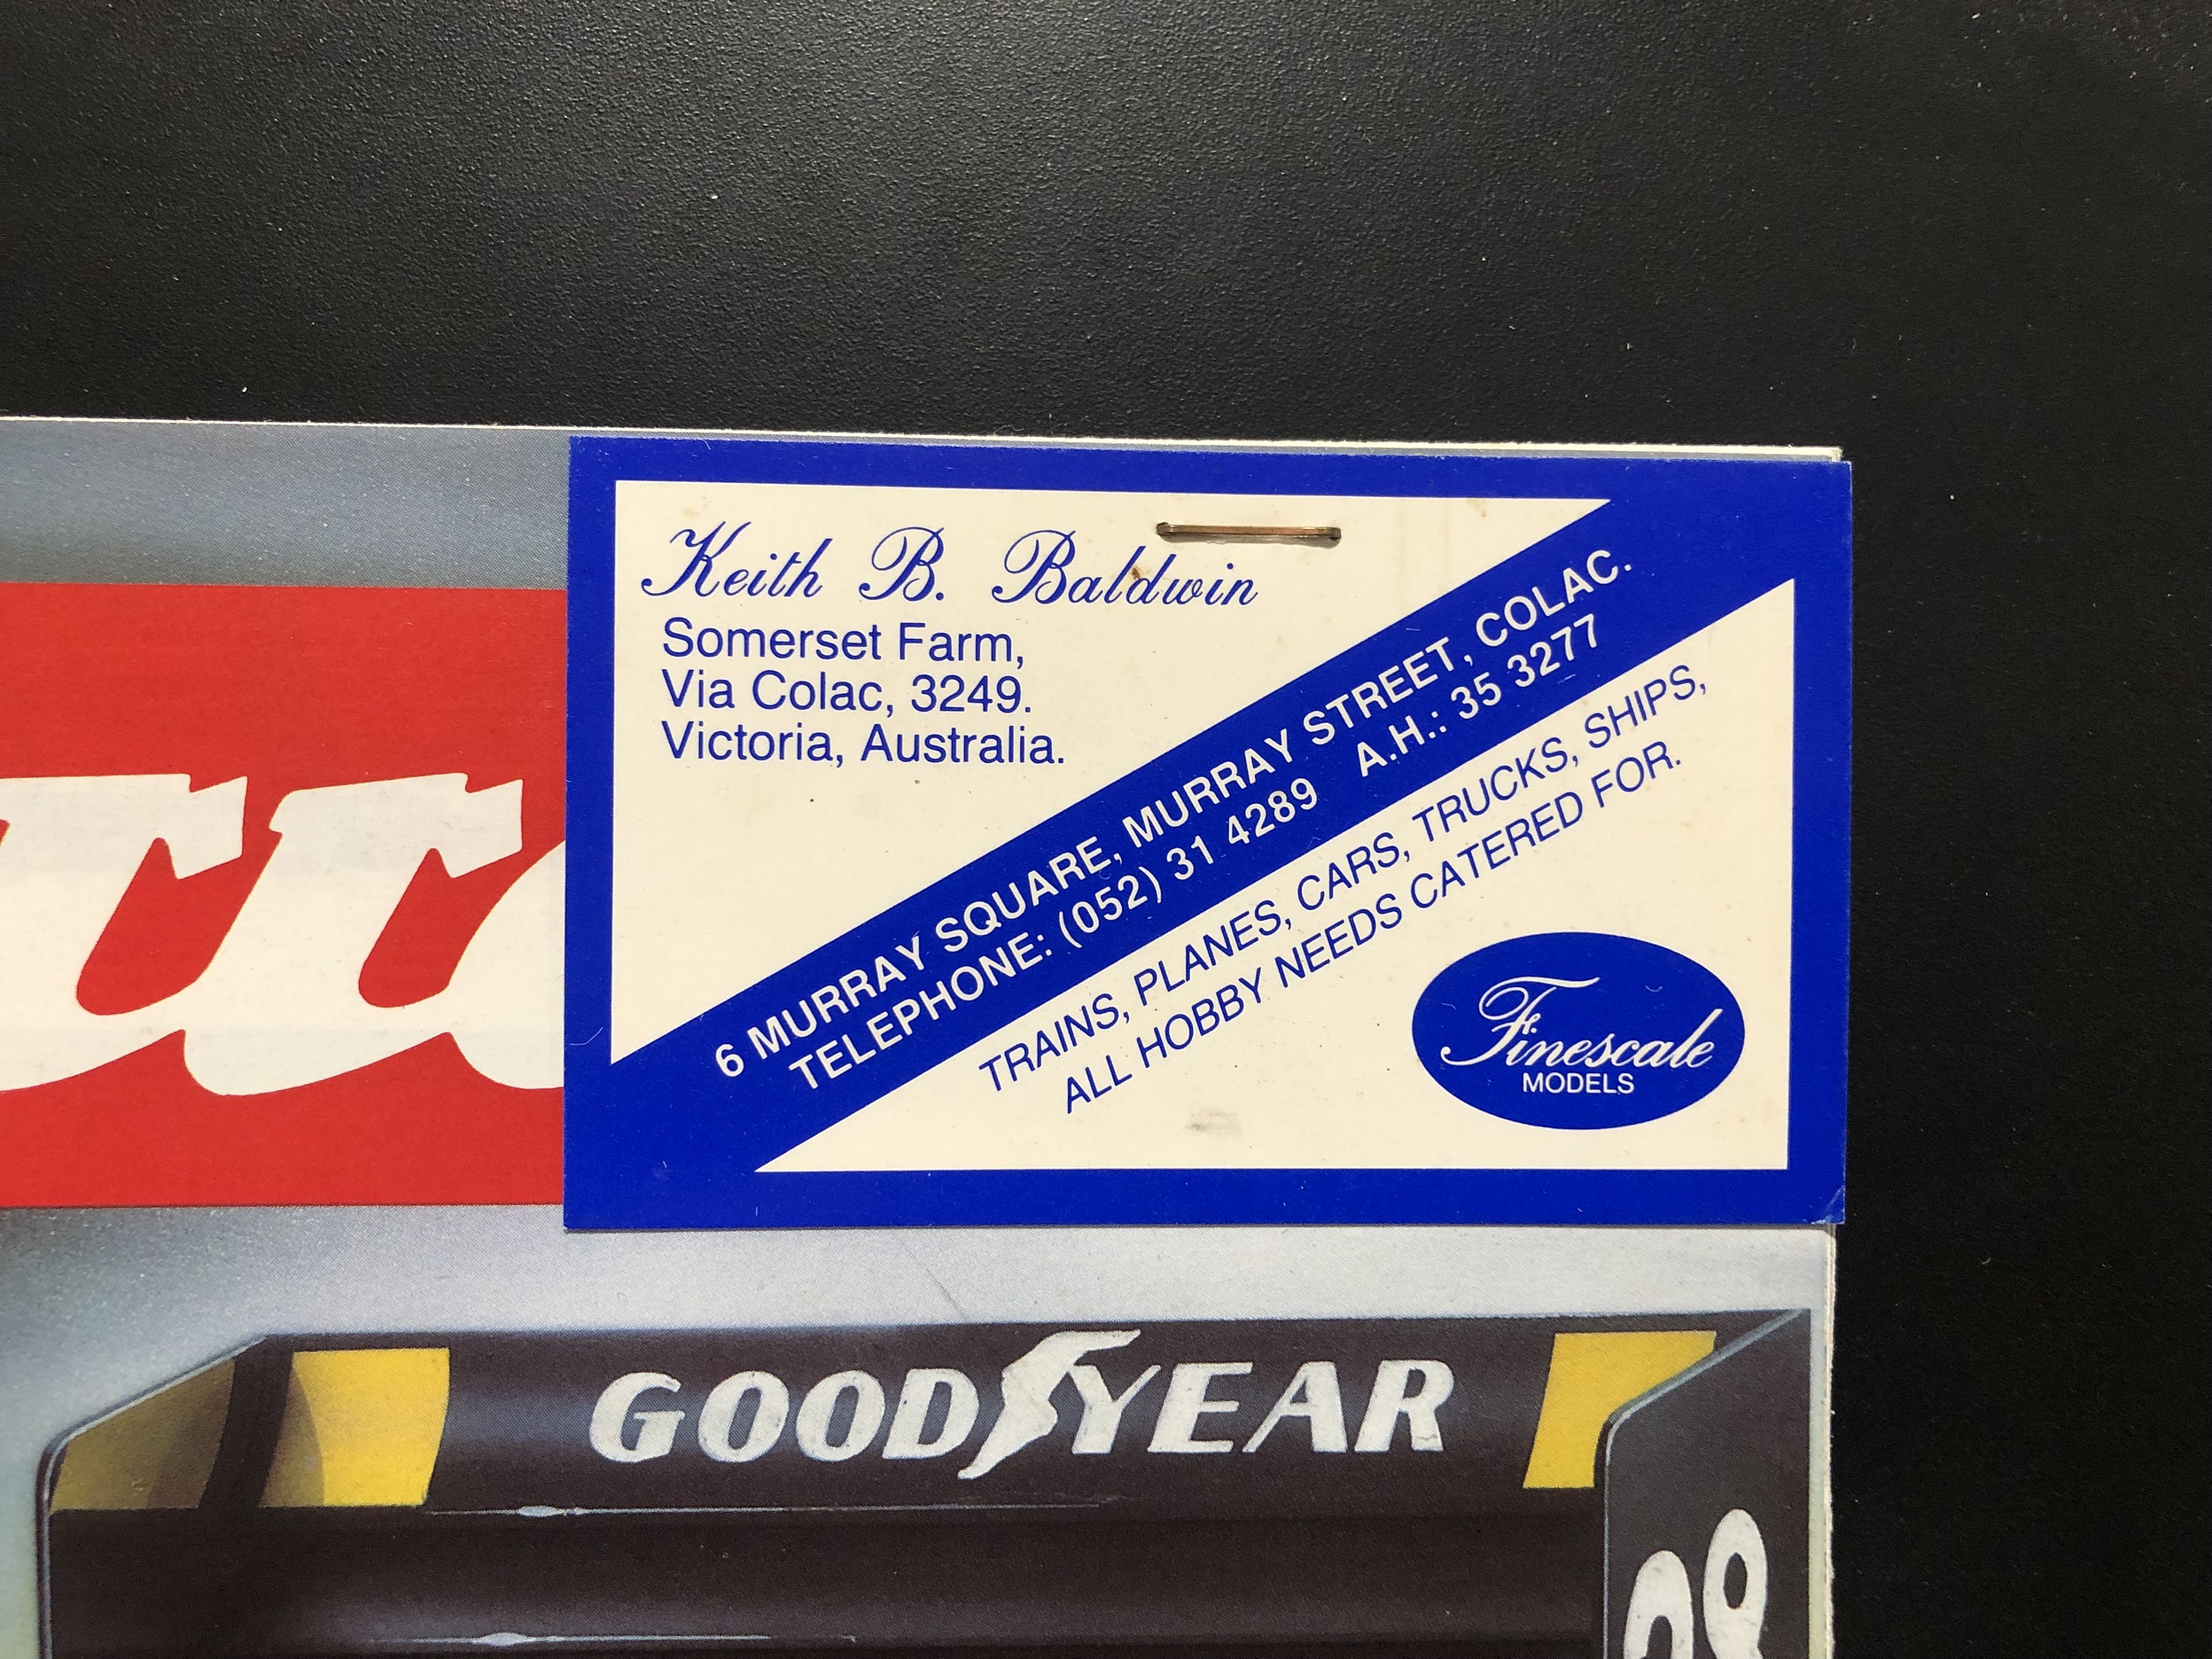 Keith B. Baldwin
Somerset Farm,
Via Colac, 3249.
Victoria, Australia.
6 MURRAY SQUARE, MURRAY STREET, COLAC.
TELEPHONE: (052) 31 4289 A.H.: 35 3277
TRAINS, PLANES, CARS, TRUCKS, SHIPS,
ALL HOBBY NEEDS CATERED FOR.
Finescale
MODELS
GOODYEAR